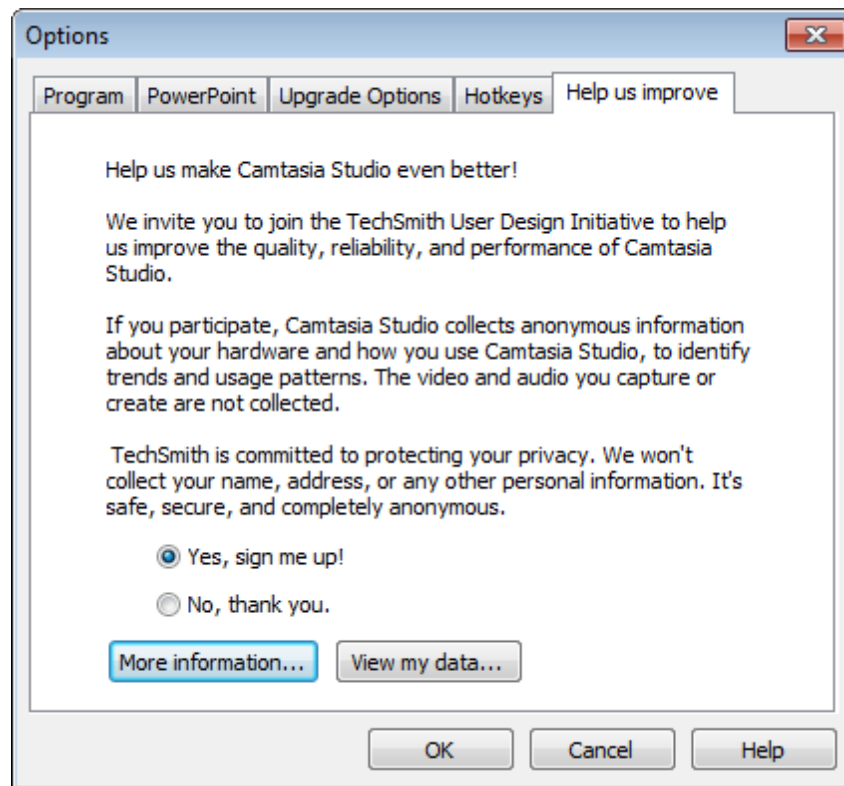 Options
Program PowerPoint Upgrade Options Hotkeys Help us improve
Help us make Camtasia Studio even better!
We invite you to join the TechSmith User Design Initiative to help
us improve the quality, reliability, and performance of Camtasia
Studio.
If you participate, Camtasia Studio collects anonymous information
about your hardware and how you use Camtasia Studio, to identify
trends and usage patterns. The video and audio you capture or
create are not collected.
TechSmith is committed to protecting your privacy. We won't
collect your name, address, or any other personal information. It's
safe, secure, and completely anonymous.
Yes, sign me up!
No, thank you.
More information... View my data...
OK Cancel Help